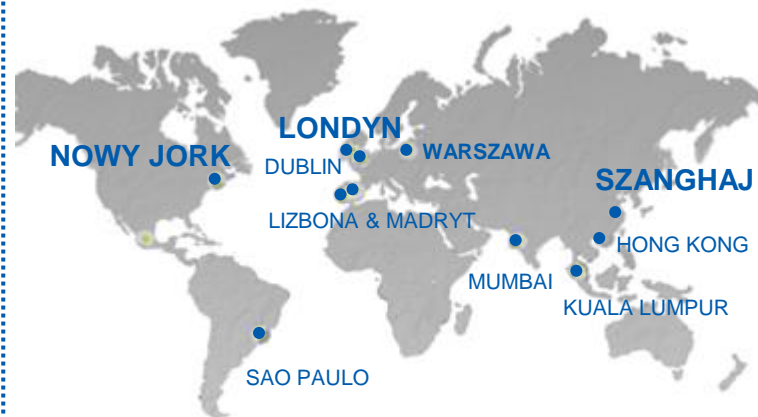 LONDYN
NOWY JORK
DUBLIN
WARSZAWA
SZANGHAJ
LIZBONA & MADRYT
HONG KONG
MUMBAI
KUALA LUMPUR
SAO PAULO